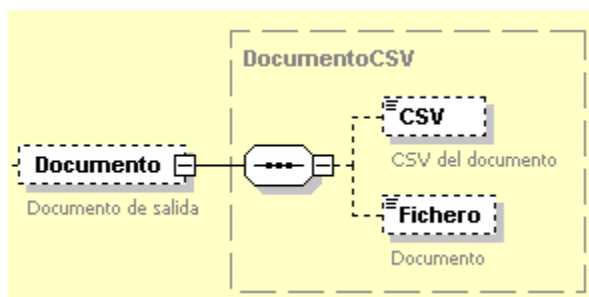 DocumentoCSV
CSV
CSV del documento
Documento
Documento de salida
Fichero
Documento